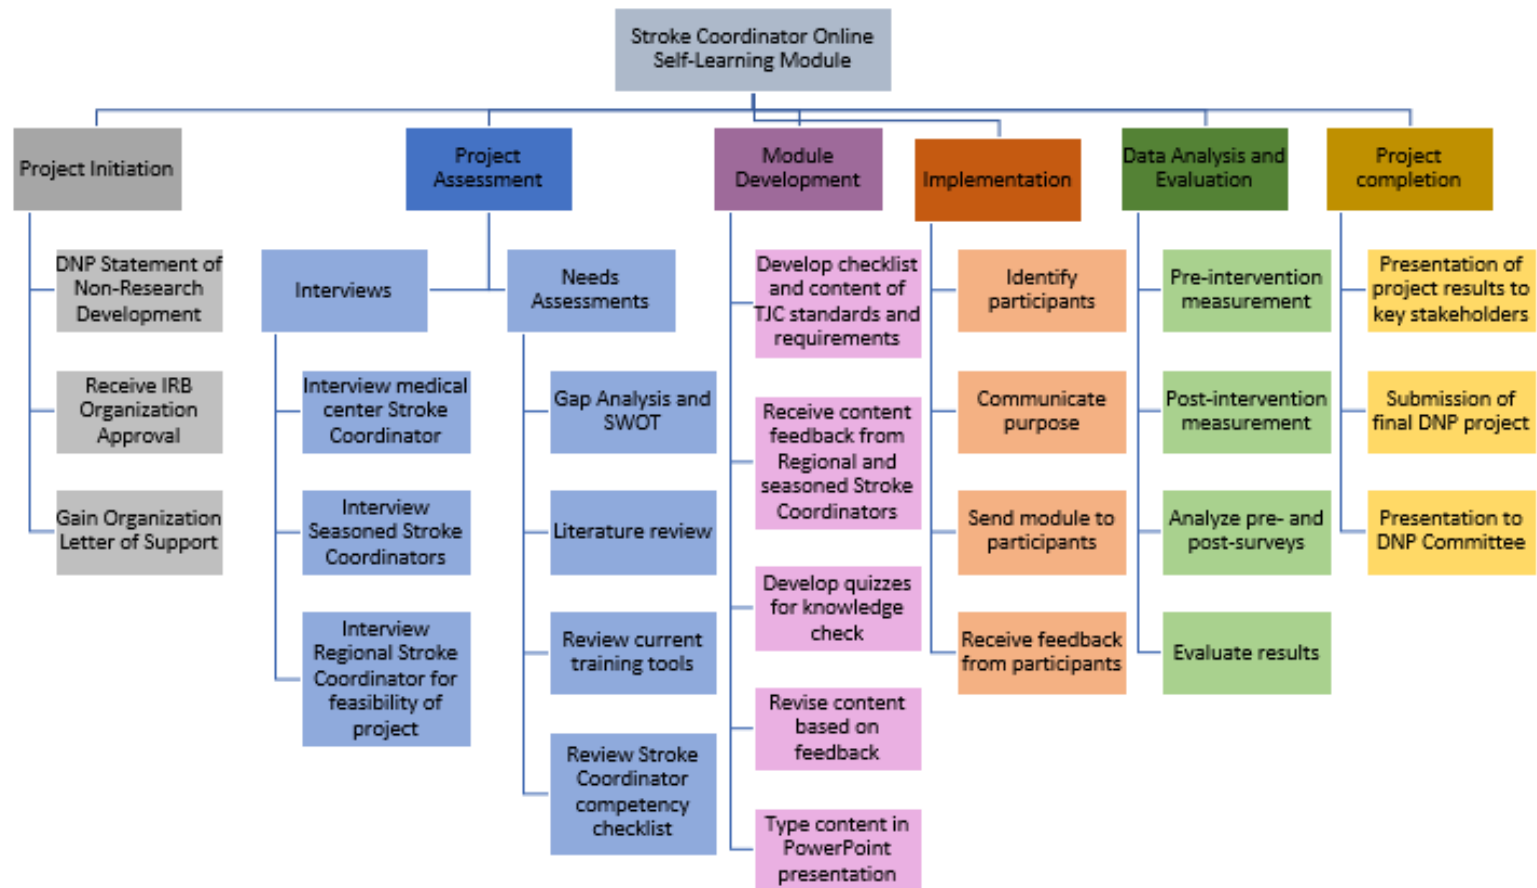 Stroke Coordinator Online
Self-Learning Module
Project Initiation
DNP Statement of
Non-Research
Development
Receive IRB
Organization
Approval
Gain Organization
Letter of Support
Project
Assessment
Interviews
Interview medical
center Stroke
Coordinator
Interview
Seasoned Stroke
Coordinators
Interview
Regional Stroke
Coordinator for
feasibility of
project
Needs
Assessments
Gap Analysis and
SWOT
Literature review
Review current
training tools
Review Stroke
Coordinator
competency
checklist
Module
Development
Develop checklist
and content of
TJC standards and
requirements
Receive content
feedback from
Regional and
seasoned Stroke
Coordinators
Develop quizzes
for knowledge
check
Revise content
based on
feedback
Type content in
PowerPoint
presentation
Implementation
Identify
participants
Communicate
purpose
Send module to
participants
Receive feedback
from participants
Data Analysis and
Evaluation
Pre-intervention
measurement
Post-intervention
measurement
Analyze pre- and
post-surveys
Evaluate results
Project
completion
Presentation of
project results to
key stakeholders
Submission of
final DNP project
Presentation to
DNP Committee